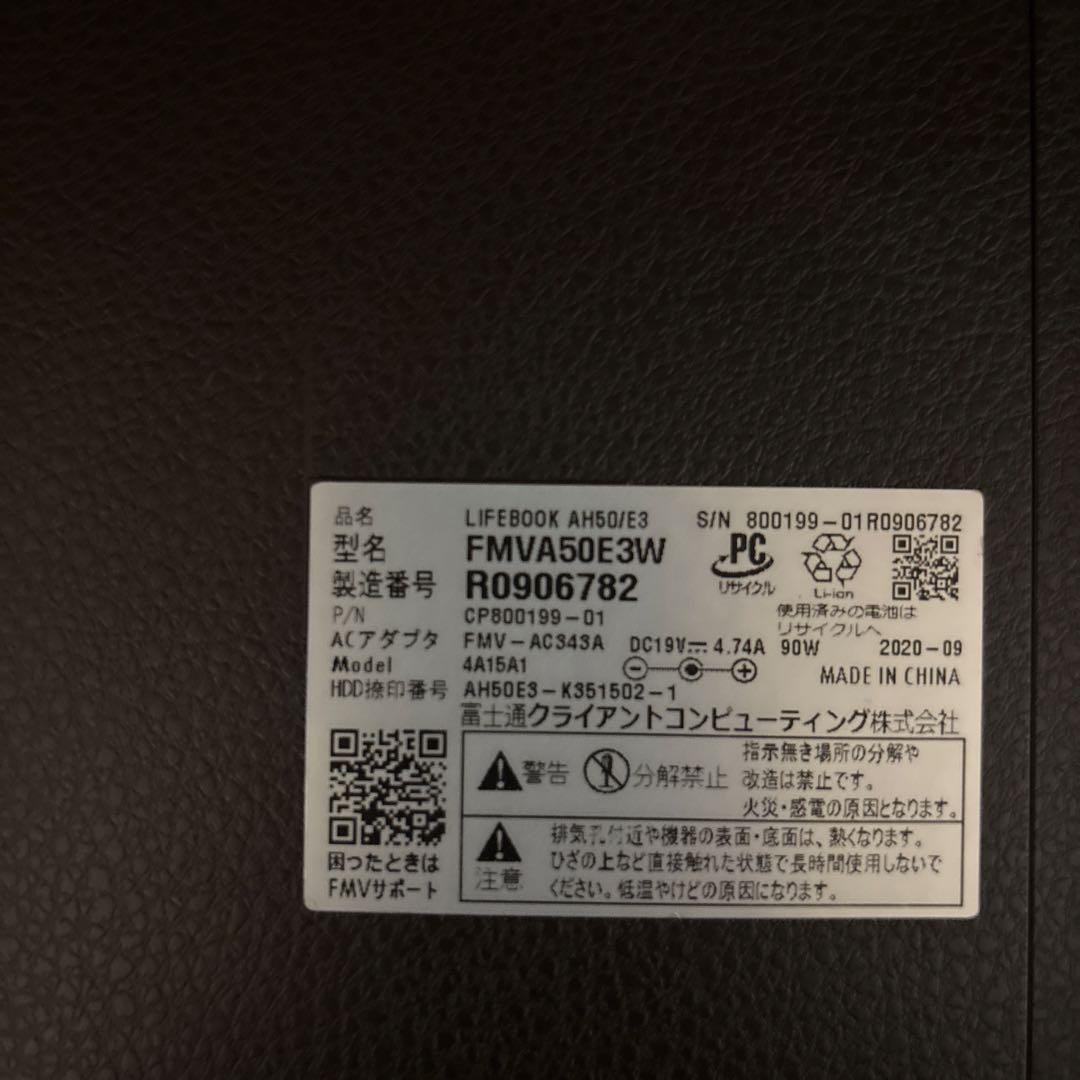 品名 LIFEBOOK AH50/E3 S/N 800199-01R0906782
型名 FMVA50E3W
製造番号 R0906782
PC
リサイクル
Li-ion
使用済みの電池は
リサイクルへ
P/N CP800199-01
ACアダプタ FMV-AC343A DC19V 4.74A 90W 2020-09
Model 4A15A1
MADE IN CHINA
HDD捺印番号 AH50E3-K351502-1
富士通クライアントコンピューティング株式会社
警告 分解禁止
指示無き場所の分解や
改造は禁止です。
火災・感電の原因となります。
注意
排気孔付近や機器の表面・底面は、熱くなります。
ひざの上など直接触れた状態で長時間使用しないで
ください。低温やけどの原因になります。
困ったときは
FMVサポート